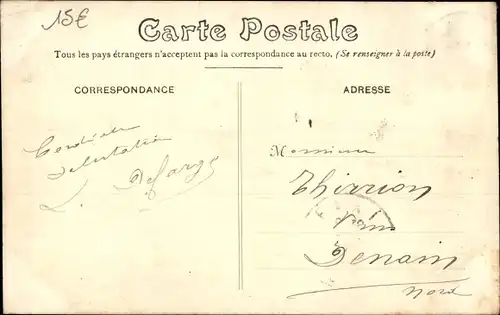 15€
Carte Postale
Tous les pays étrangers n'acceptent pas la correspondance au recto. (Se renseigner à la poste)
CORRESPONDANCE
Cordiale
Salutation
L. Defarge
ADRESSE
Monsieur
Thirion
Denain
Nord